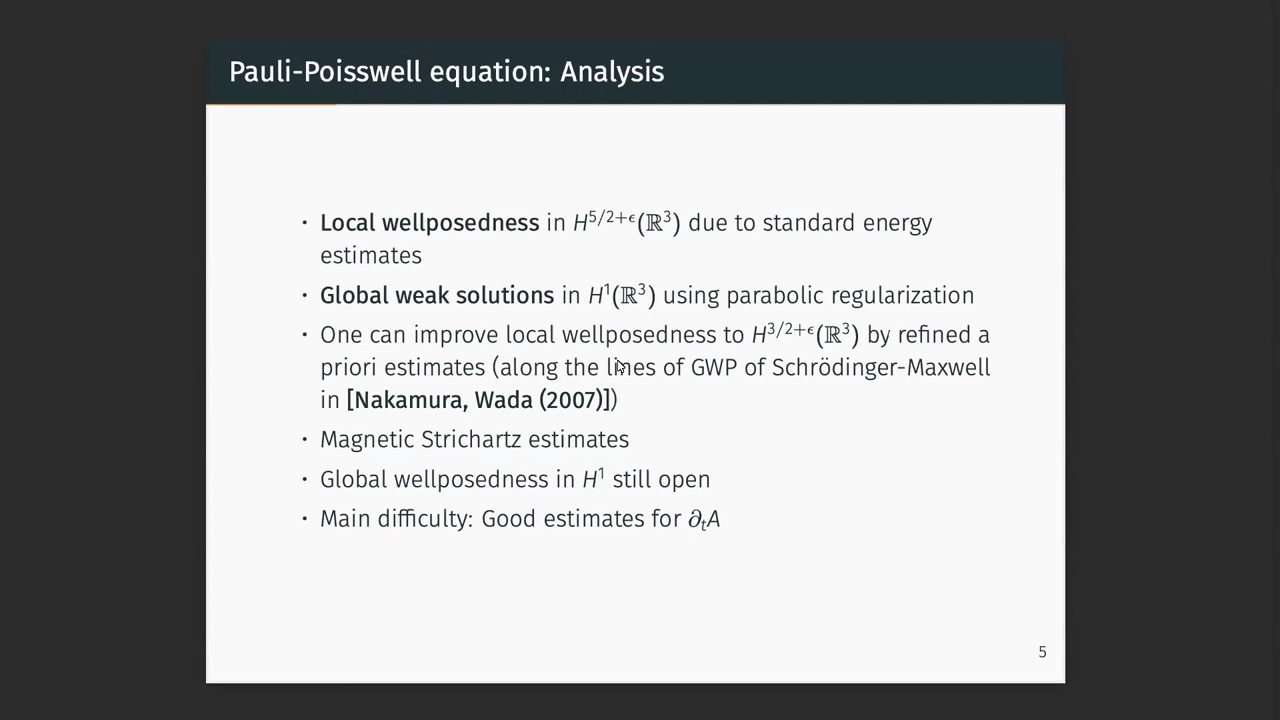 Pauli-Poisswell equation: Analysis
• Local wellposedness in H^{5/2+ϵ}(ℝ³) due to standard energy
estimates
• Global weak solutions in H¹(ℝ³) using parabolic regularization
• One can improve local wellposedness to H^{3/2+ϵ}(ℝ³) by refined a
priori estimates (along the lines of GWP of Schrödinger-Maxwell
in [Nakamura, Wada (2007)])
• Magnetic Strichartz estimates
• Global wellposedness in H¹ still open
• Main difficulty: Good estimates for ∂ₜA
5